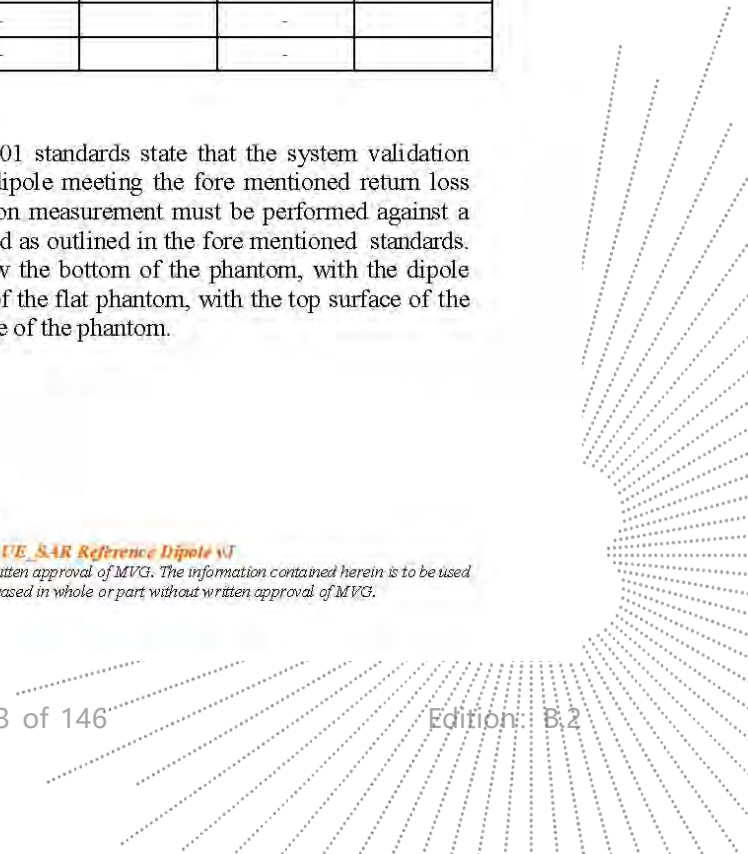 -
-
-
-
01 standards state that the system validation
dipole meeting the fore mentioned return loss
on measurement must be performed against a
d as outlined in the fore mentioned standards.
w the bottom of the phantom, with the dipole
of the flat phantom, with the top surface of the
e of the phantom.
UE_SAR Reference Dipole vJ
itten approval of MVG. The information contained herein is to be used
eased in whole or part without written approval of MVG.
3 of 146
Edition: B.2